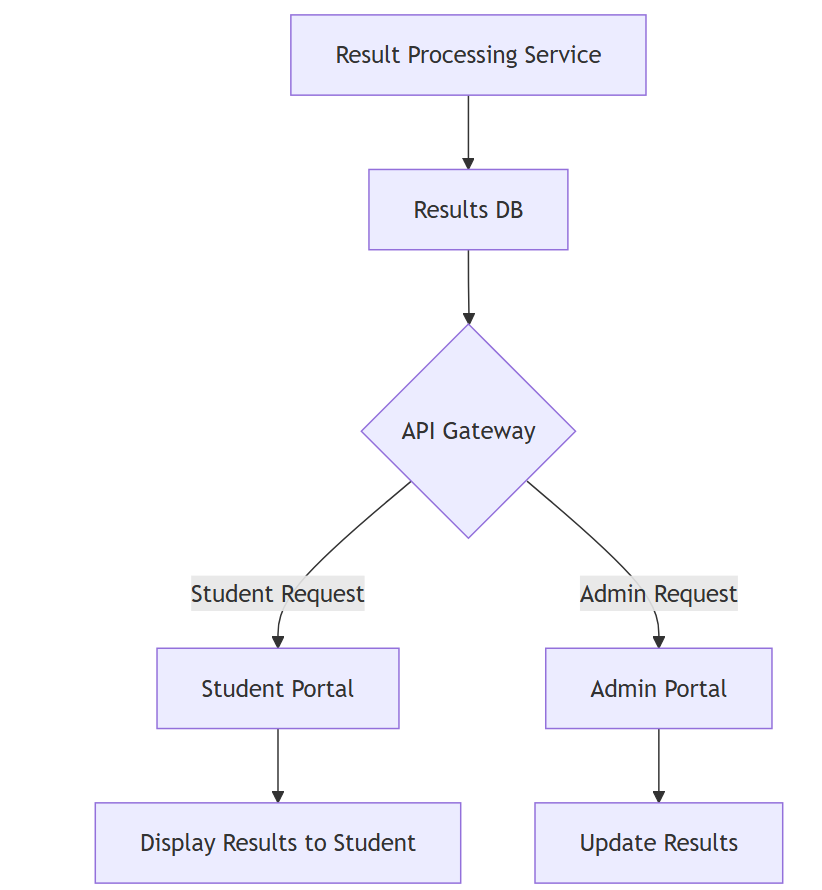 Result Processing Service
Results DB
API Gateway
Student Request
Admin Request
Student Portal
Admin Portal
Display Results to Student
Update Results